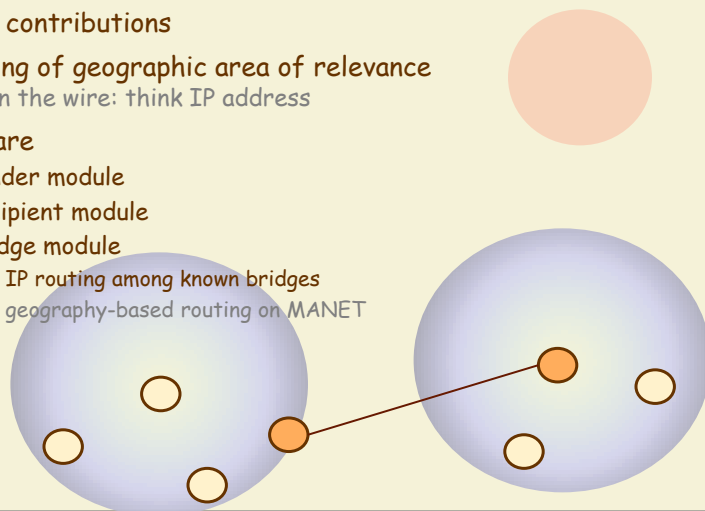 contributions
ng of geographic area of relevance
n the wire: think IP address
are
der module
ipient module
dge module
IP routing among known bridges
geography-based routing on MANET